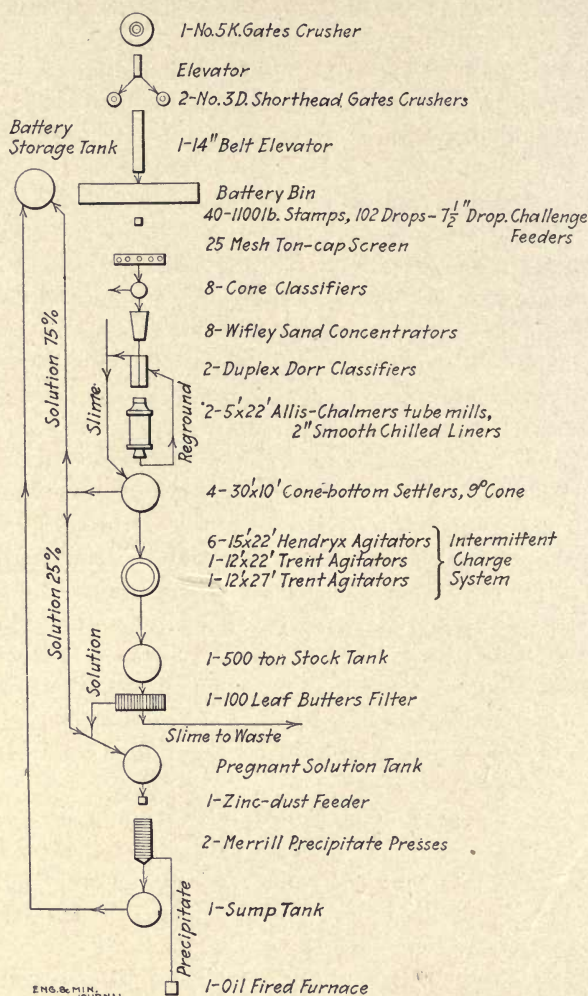 1-No.5K.Gates Crusher
Elevator
2-No.3D.Shorthead Gates Crushers
Battery
Storage Tank
1-14" Belt Elevator
Battery Bin
40-1100lb. Stamps, 102 Drops-7½" Drop. Challenge
Feeders
25 Mesh Ton-cap Screen
8-Cone Classifiers
8-Wifley Sand Concentrators
2-Duplex Dorr Classifiers
Solution 75%
Slime
Reground
2-5'x22' Allis-Chalmers tube mills,
2" Smooth Chilled Liners
4-30'x10' Cone-bottom Settlers, 9° Cone
6-15'x22' Hendryx Agitators
1-12'x22' Trent Agitators
1-12'x27' Trent Agitators
Intermittent
Charge
System
Solution 25%
1-500 ton Stock Tank
Solution
1-100 Leaf Butters Filter
Slime to Waste
Pregnant Solution Tank
1-Zinc-dust Feeder
2-Merrill Precipitate Presses
Precipitate
1-Sump Tank
1-Oil Fired Furnace
ENG. & MIN.
JOURNAL